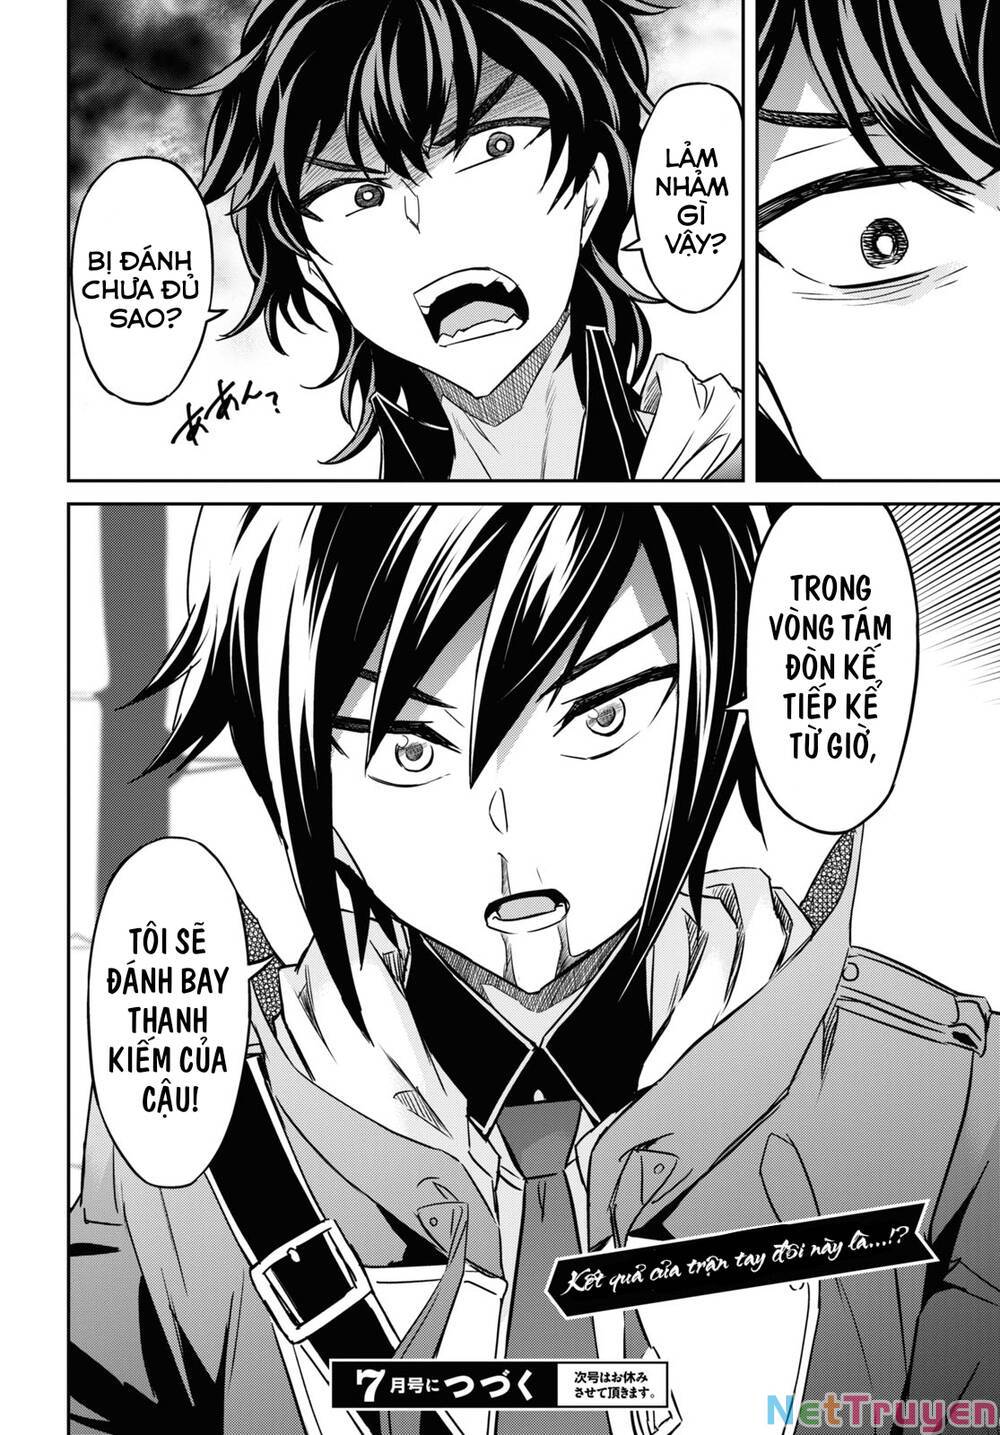 LẢM
NHẢM
GÌ
VẬY?
BỊ ĐÁNH
CHƯA ĐỦ
SAO?
ああん?
TRONG
VÒNG TÁM
ĐÒN KẾ
TIẾP KỂ
TỪ GIỜ,
TÔI SẼ
ĐÁNH BAY
THANH
KIẾM CỦA
CẬU!
Kết quả của trận tay đôi này là...!?
7月号につづく
次号はお休み
させて頂きます。
NetTruyen